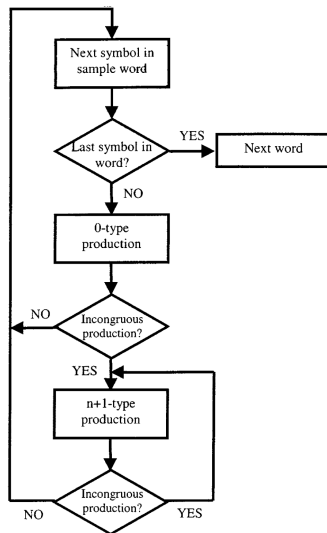 Next symbol in
sample word
Last symbol in
word?
YES
Next word
NO
0-type
production
NO
Incongruous
production?
YES
n+1-type
production
Incongruous
production?
NO
YES